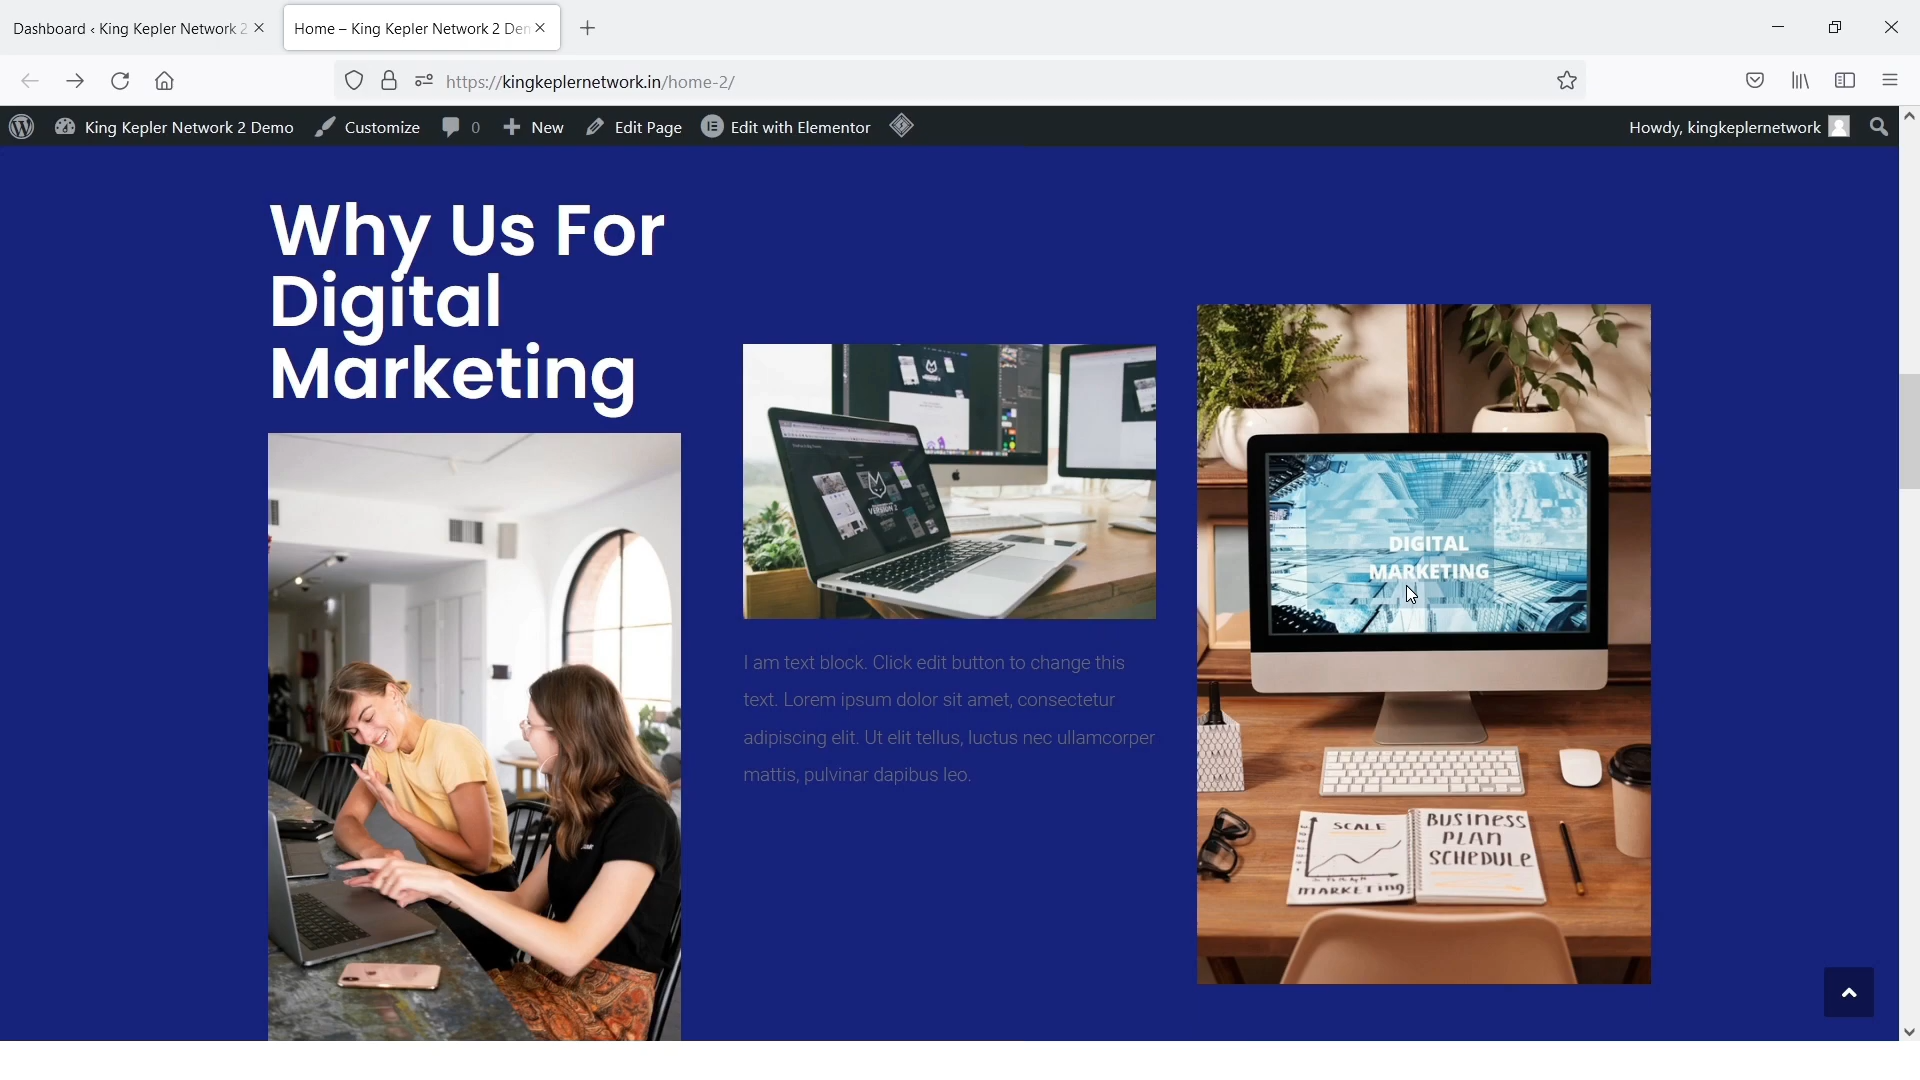 Dashboard ‹ King Kepler Network 2
Home – King Kepler Network 2 Den
https://kingkeplernetwork.in/home-2/
King Kepler Network 2 Demo
Customize
0
New
Edit Page
Edit with Elementor
Howdy, kingkeplernetwork
Why Us For
Digital
Marketing
VERSION 2
I am text block. Click edit button to change this
text. Lorem ipsum dolor sit amet, consectetur
adipiscing elit. Ut elit tellus, luctus nec ullamcorper
mattis, pulvinar dapibus leo.
DIGITAL
MARKETING
SCALE
MARKETING
BUSINESS
PLAN
SCHEDULE